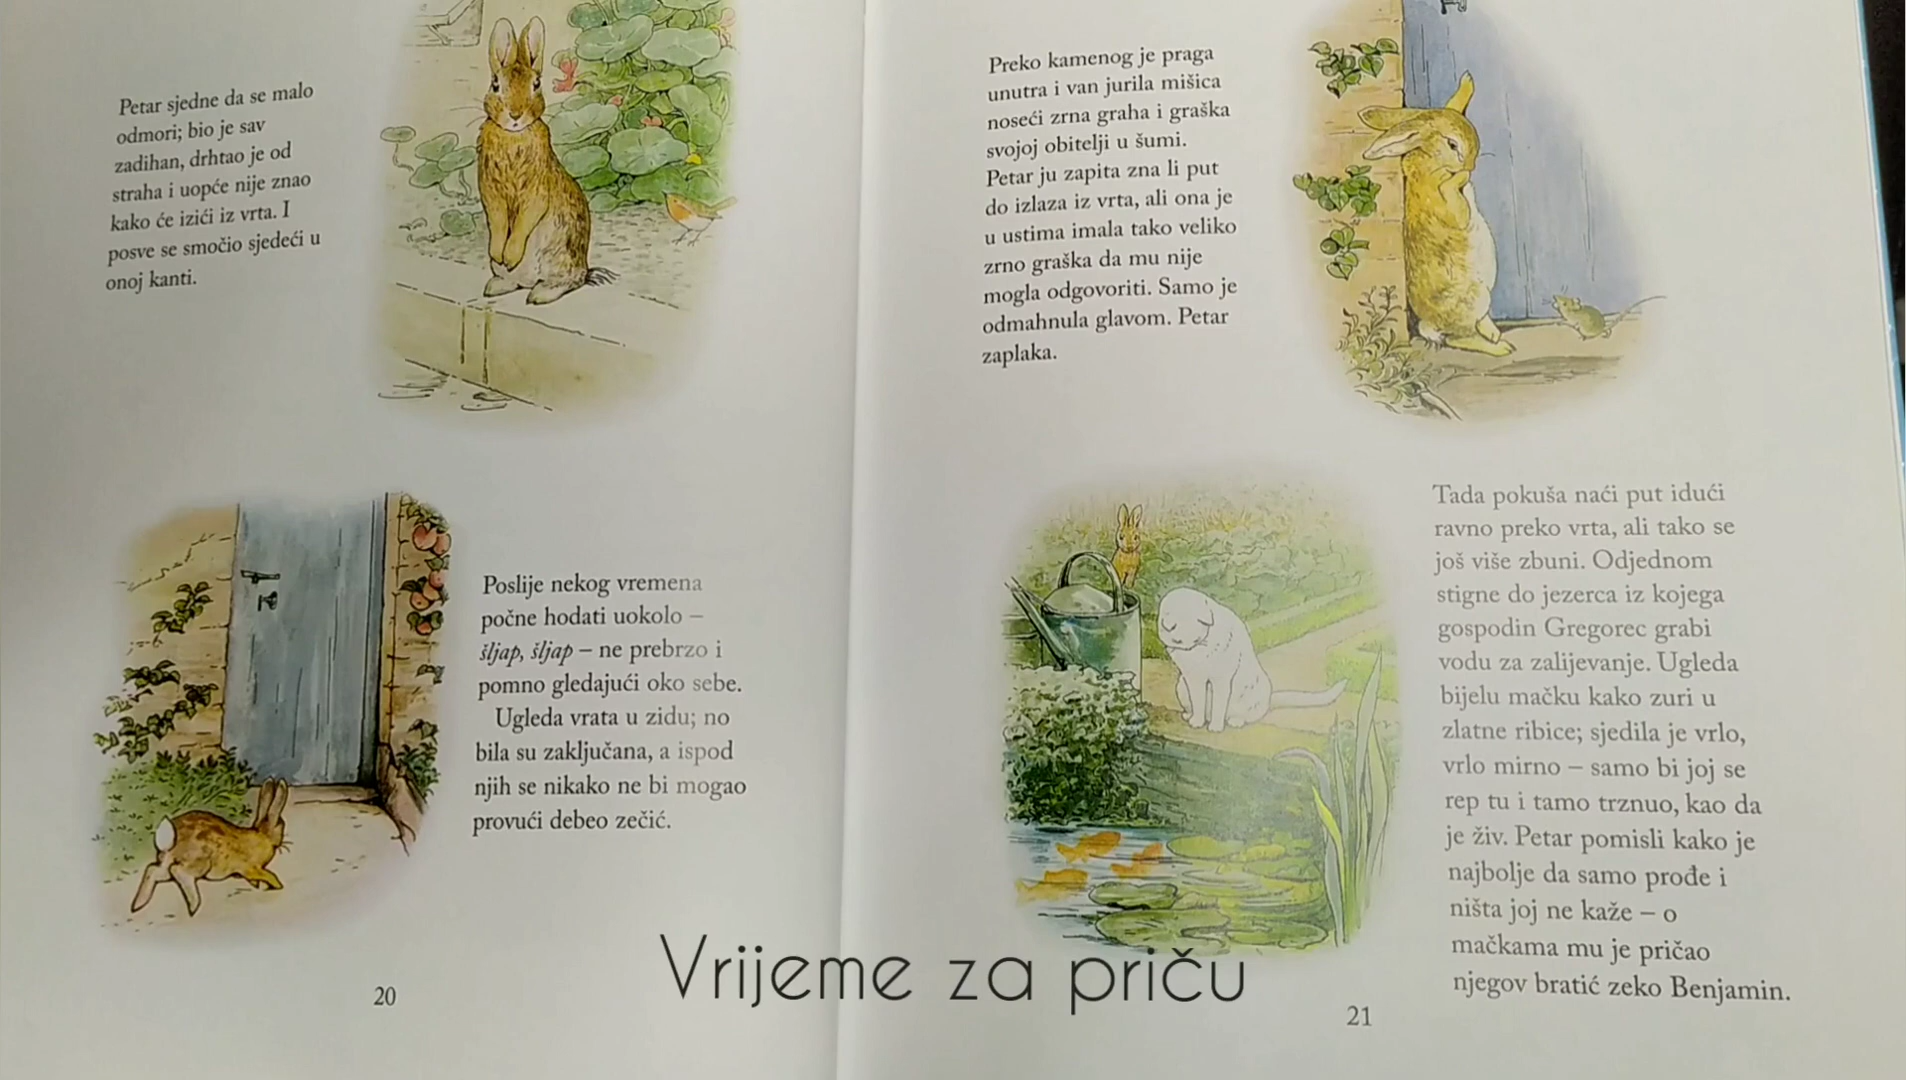 Petar sjedne da se malo
odmori; bio je sav
zadihan, drhtao je od
straha i uopće nije znao
kako će izići iz vrta. I
posve se smočio sjedeći u
onoj kanti.
Poslije nekog vremena
počne hodati uokolo –
šljap, šljap – ne prebrzo i
pomno gledajući oko sebe.
Ugleda vrata u zidu; no
bila su zaključana, a ispod
njih se nikako ne bi mogao
provući debeo zečić.
20
Preko kamenog je praga
unutra i van jurila mišica
noseći zrna graha i graška
svojoj obitelji u šumi.
Petar ju zapita zna li put
do izlaza iz vrta, ali ona je
u ustima imala tako veliko
zrno graška da mu nije
mogla odgovoriti. Samo je
odmahnula glavom. Petar
zaplaka.
Tada pokuša naći put idući
ravno preko vrta, ali tako se
još više zbuni. Odjednom
stigne do jezerca iz kojega
gospodin Gregorec grabi
vodu za zalijevanje. Ugleda
bijelu mačku kako zuri u
zlatne ribice; sjedila je vrlo,
vrlo mirno – samo bi joj se
rep tu i tamo trznuo, kao da
je živ. Petar pomisli kako je
najbolje da samo prođe i
ništa joj ne kaže – o
mačkama mu je pričao
njegov bratić zeko Benjamin.
21
Vrijeme za priču